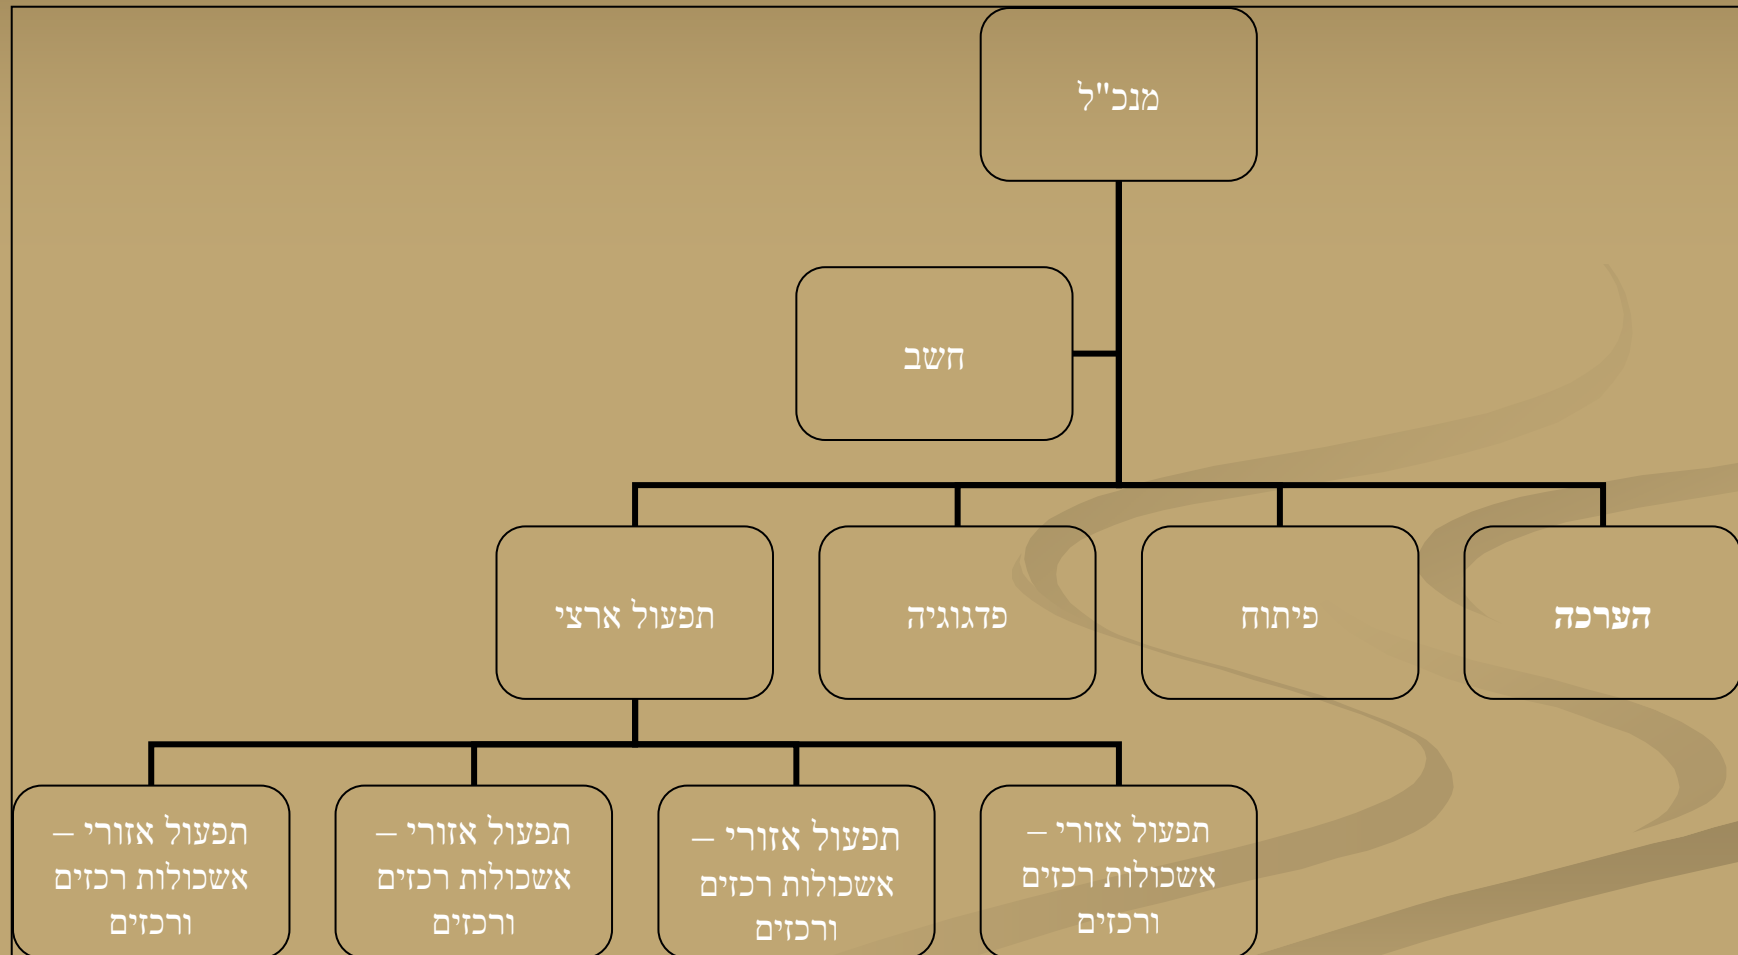 מנכ"ל
חשב
הערכה
פיתוח
פדגוגיה
תפעול ארצי
תפעול אזורי –
אשכולות רכזים
ורכזים
תפעול אזורי –
אשכולות רכזים
ורכזים
תפעול אזורי –
אשכולות רכזים
ורכזים
תפעול אזורי –
אשכולות רכזים
ורכזים